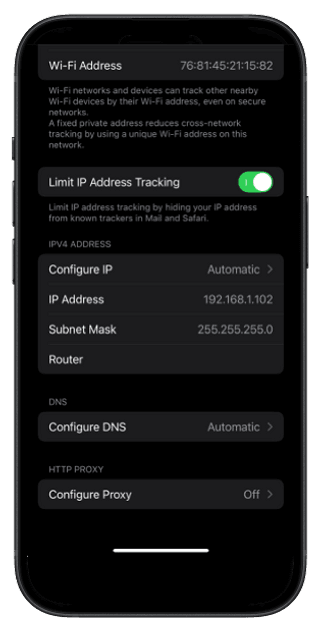 Wi-Fi Address 76:81:45:21:15:82
Wi-Fi networks and devices can track other nearby
Wi-Fi devices by their Wi-Fi address, even on secure
networks.
A fixed private address reduces cross-network
tracking by using a unique Wi-Fi address on this
network.
Limit IP Address Tracking
Limit IP address tracking by hiding your IP address
from known trackers in Mail and Safari.
IPV4 ADDRESS
Configure IP Automatic
IP Address 192.168.1.102
Subnet Mask 255.255.255.0
Router
DNS
Configure DNS Automatic
HTTP PROXY
Configure Proxy Off